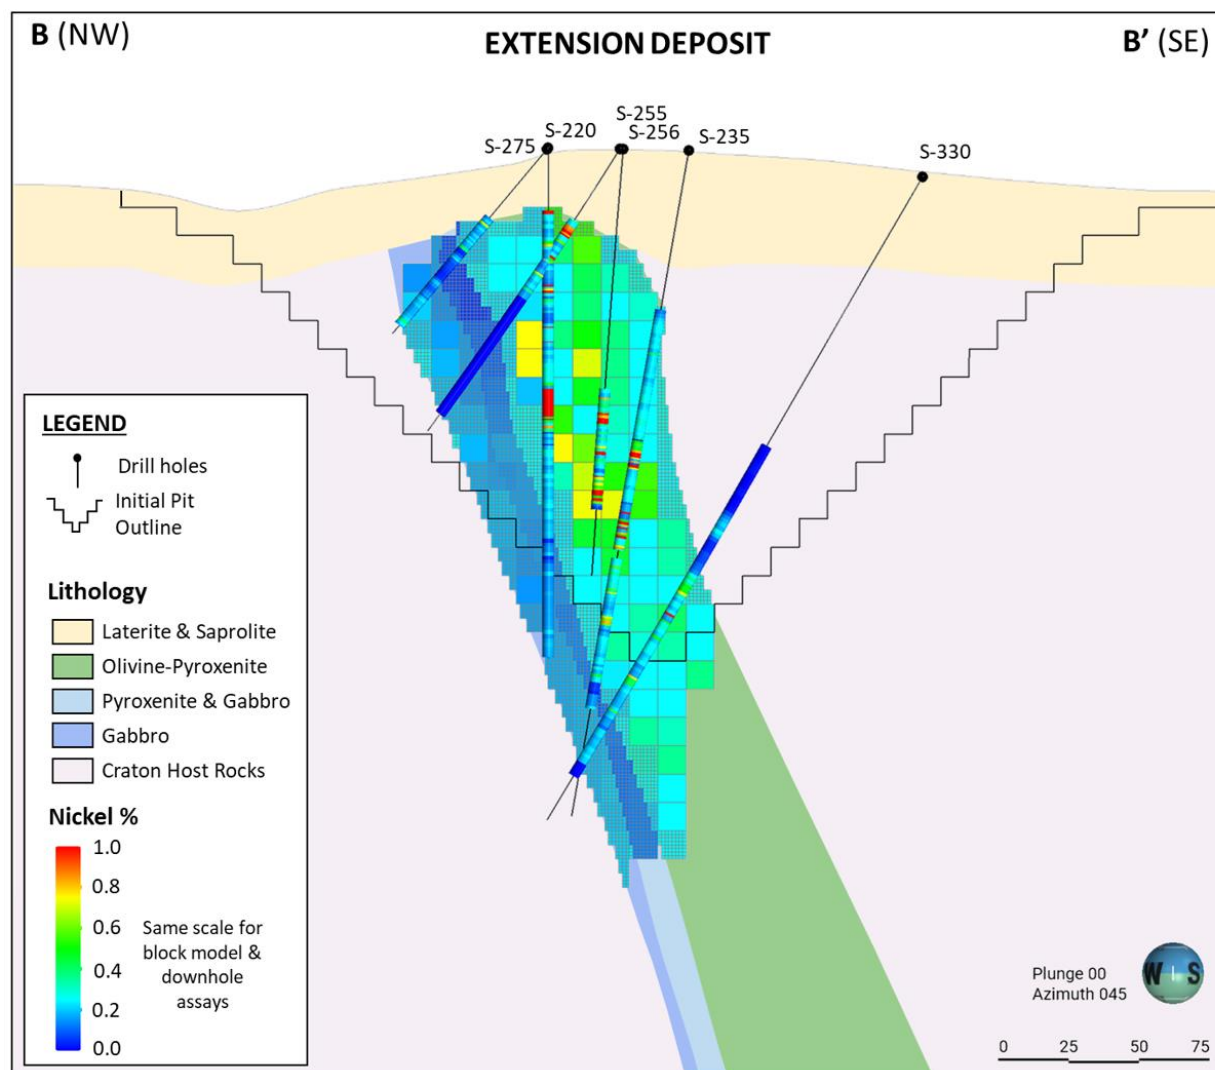 B (NW)
EXTENSION DEPOSIT
B’ (SE)
S-255
S-275
S-220
S-256
S-235
S-330
LEGEND
Drill holes
Initial Pit
Outline
Lithology
Laterite & Saprolite
Olivine-Pyroxenite
Pyroxenite & Gabbro
Gabbro
Craton Host Rocks
Nickel %
1.0
0.8
0.6
0.4
0.2
0.0
Same scale for
block model &
downhole
assays
Plunge 00
Azimuth 045
W S
0 25 50 75